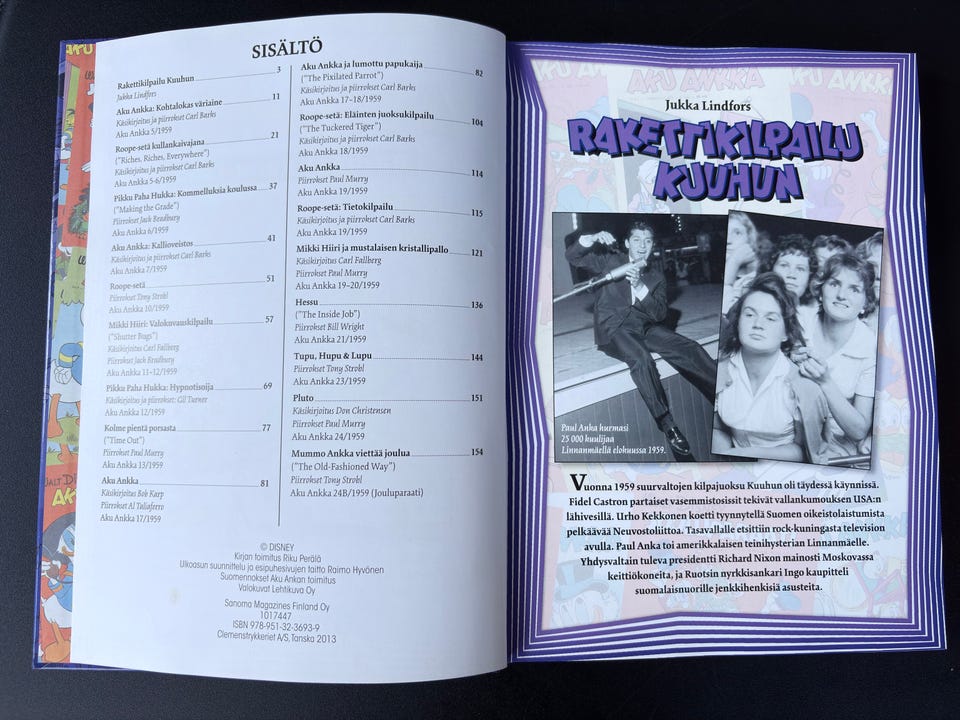 SISÄLTÖ
Rakettikilpailu Kuuhun 3
Jukka Lindfors
Aku Ankka: Kohtalokas väriaine 11
Käsikirjoitus ja piirrokset Carl Barks
Aku Ankka 5/1959
Roope-setä kullankaivajana 21
("Riches, Riches, Everywhere")
Käsikirjoitus ja piirrokset Carl Barks
Aku Ankka 5-6/1959
Pikku Paha Hukka: Kommelluksia koulussa 37
("Making the Grade")
Piirrokset Jack Bradbury
Aku Ankka 6/1959
Aku Ankka: Kallioveistos 41
Käsikirjoitus ja piirrokset Carl Barks
Aku Ankka 7/1959
Roope-setä 51
Piirrokset Tony Strobl
Aku Ankka 10/1959
Mikki Hiiri: Valokuvauskilpailu 57
("Shutter Bugs")
Käsikirjoitus Carl Fallberg
Piirrokset Jack Bradbury
Aku Ankka 11–12/1959
Pikku Paha Hukka: Hypnotisoija 69
Käsikirjoitus ja piirrokset: Gil Turner
Aku Ankka 12/1959
Kolme pientä porsasta 77
("Time Out")
Piirrokset Paul Murry
Aku Ankka 13/1959
Aku Ankka 81
Käsikirjoitus Bob Karp
Piirrokset Al Taliaferro
Aku Ankka 17/1959
Aku Ankka ja lumottu papukaija 82
("The Pixilated Parrot")
Käsikirjoitus ja piirrokset Carl Barks
Aku Ankka 17–18/1959
Roope-setä: Eläinten juoksukilpailu 104
("The Tuckered Tiger")
Käsikirjoitus ja piirrokset Carl Barks
Aku Ankka 18/1959
Aku Ankka 114
Piirrokset Paul Murry
Aku Ankka 19/1959
Roope-setä: Tietokilpailu 115
Käsikirjoitus ja piirrokset Carl Barks
Aku Ankka 19/1959
Mikki Hiiri ja mustalaisen kristallipallo 121
Käsikirjoitus Carl Fallberg
Piirrokset Paul Murry
Aku Ankka 19–20/1959
Hessu 136
("The Inside Job")
Piirrokset Bill Wright
Aku Ankka 21/1959
Tupu, Hupu & Lupu 144
Piirrokset Tony Strobl
Aku Ankka 23/1959
Pluto 151
Käsikirjoitus Don Christensen
Piirrokset Paul Murry
Aku Ankka 24/1959
Mummo Ankka viettää joulua 154
("The Old-Fashioned Way")
Piirrokset Tony Strobl
Aku Ankka 24B/1959 (Jouluparaati)
© DISNEY
Kirjan toimitus Riku Perälä
Ulkoasun suunnittelu ja esipuhesivujen taitto Raimo Hyvönen
Suomennokset Aku Ankan toimitus
Valokuvat Lehtikuva Oy
Sanoma Magazines Finland Oy
1017447
ISBN 978-951-32-3693-9
Clemenstrykkeriet A/S, Tanska 2013
Jukka Lindfors
RAKETTIKILPAILU
KUUHUN
Paul Anka hurmasi
25 000 kuulijaa
Linnanmäellä elokuussa 1959.
Vuonna 1959 suurvaltojen kilpajuoksu Kuuhun oli täydessä käynnissä.
Fidel Castron partaiset vasemmistosissit tekivät vallankumouksen USA:n
lähivesillä. Urho Kekkonen koetti tyynnytellä Suomen oikeistolaistumista
pelkäävää Neuvostoliitoa. Tasavallalle etsittiin rock-kuningasta television
avulla. Paul Anka toi amerikkalaisen teinihysterian Linnanmäelle.
Yhdysvaltain tuleva presidentti Richard Nixon mainosti Moskovassa
keittiökoneita, ja Ruotsin nyrkkisankari Ingo kaupitteli
suomalaisnuorille jenkkihenkisiä asusteita.